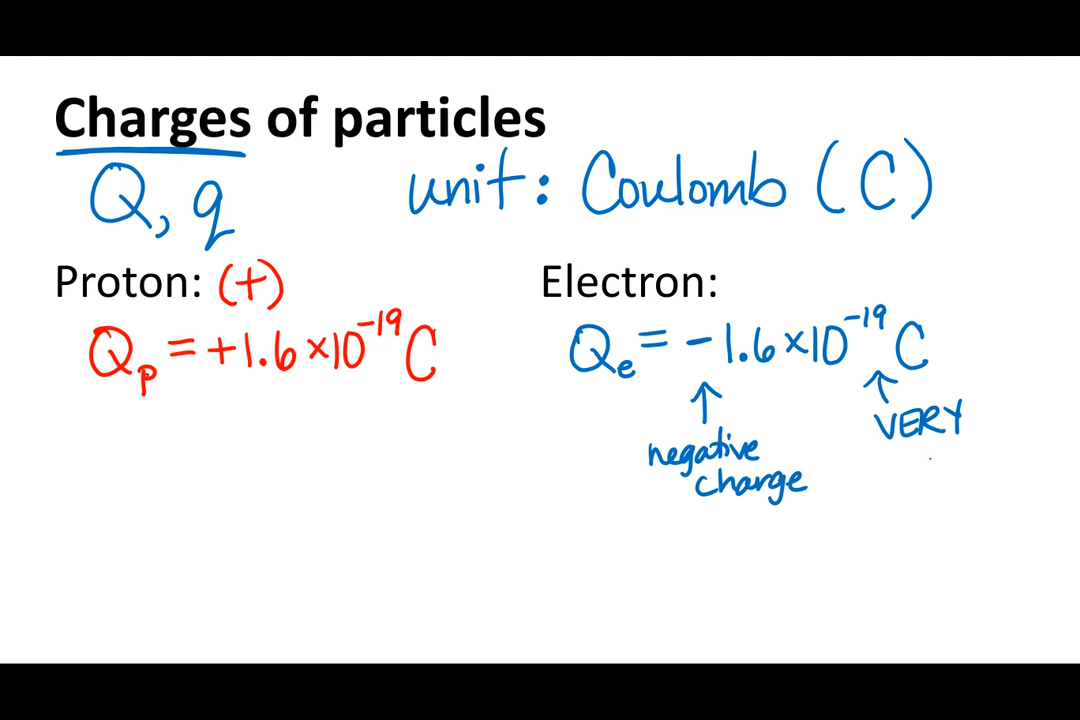 Charges of particles
Q, q unit: Coulomb (C)
Proton: (+) Electron:
Qₚ = +1.6×10⁻¹⁹ C Qₑ = -1.6×10⁻¹⁹ C
↑ negative charge ↑ VERY